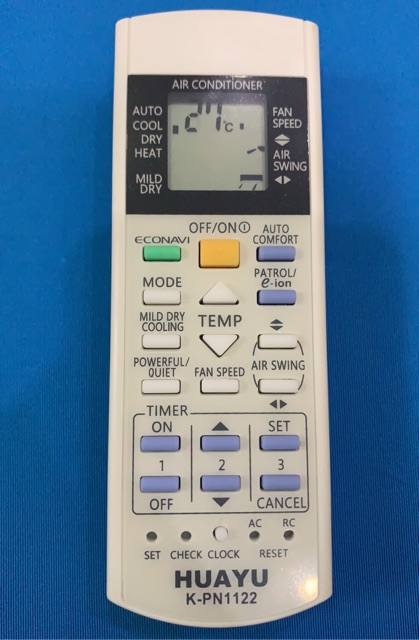 AIR CONDITIONER
AUTO
COOL
DRY
HEAT
MILD
DRY
27°C
FAN
SPEED
AIR
SWING
OFF/ON
ECONAVI
AUTO
COMFORT
MODE
PATROL/
e-ion
TEMP
MILD DRY
COOLING
POWERFUL/
QUIET
FAN SPEED
AIR SWING
TIMER
ON
SET
1
2
3
OFF
CANCEL
SET
CHECK
CLOCK
AC
RC
RESET
HUAYU
K-PN1122